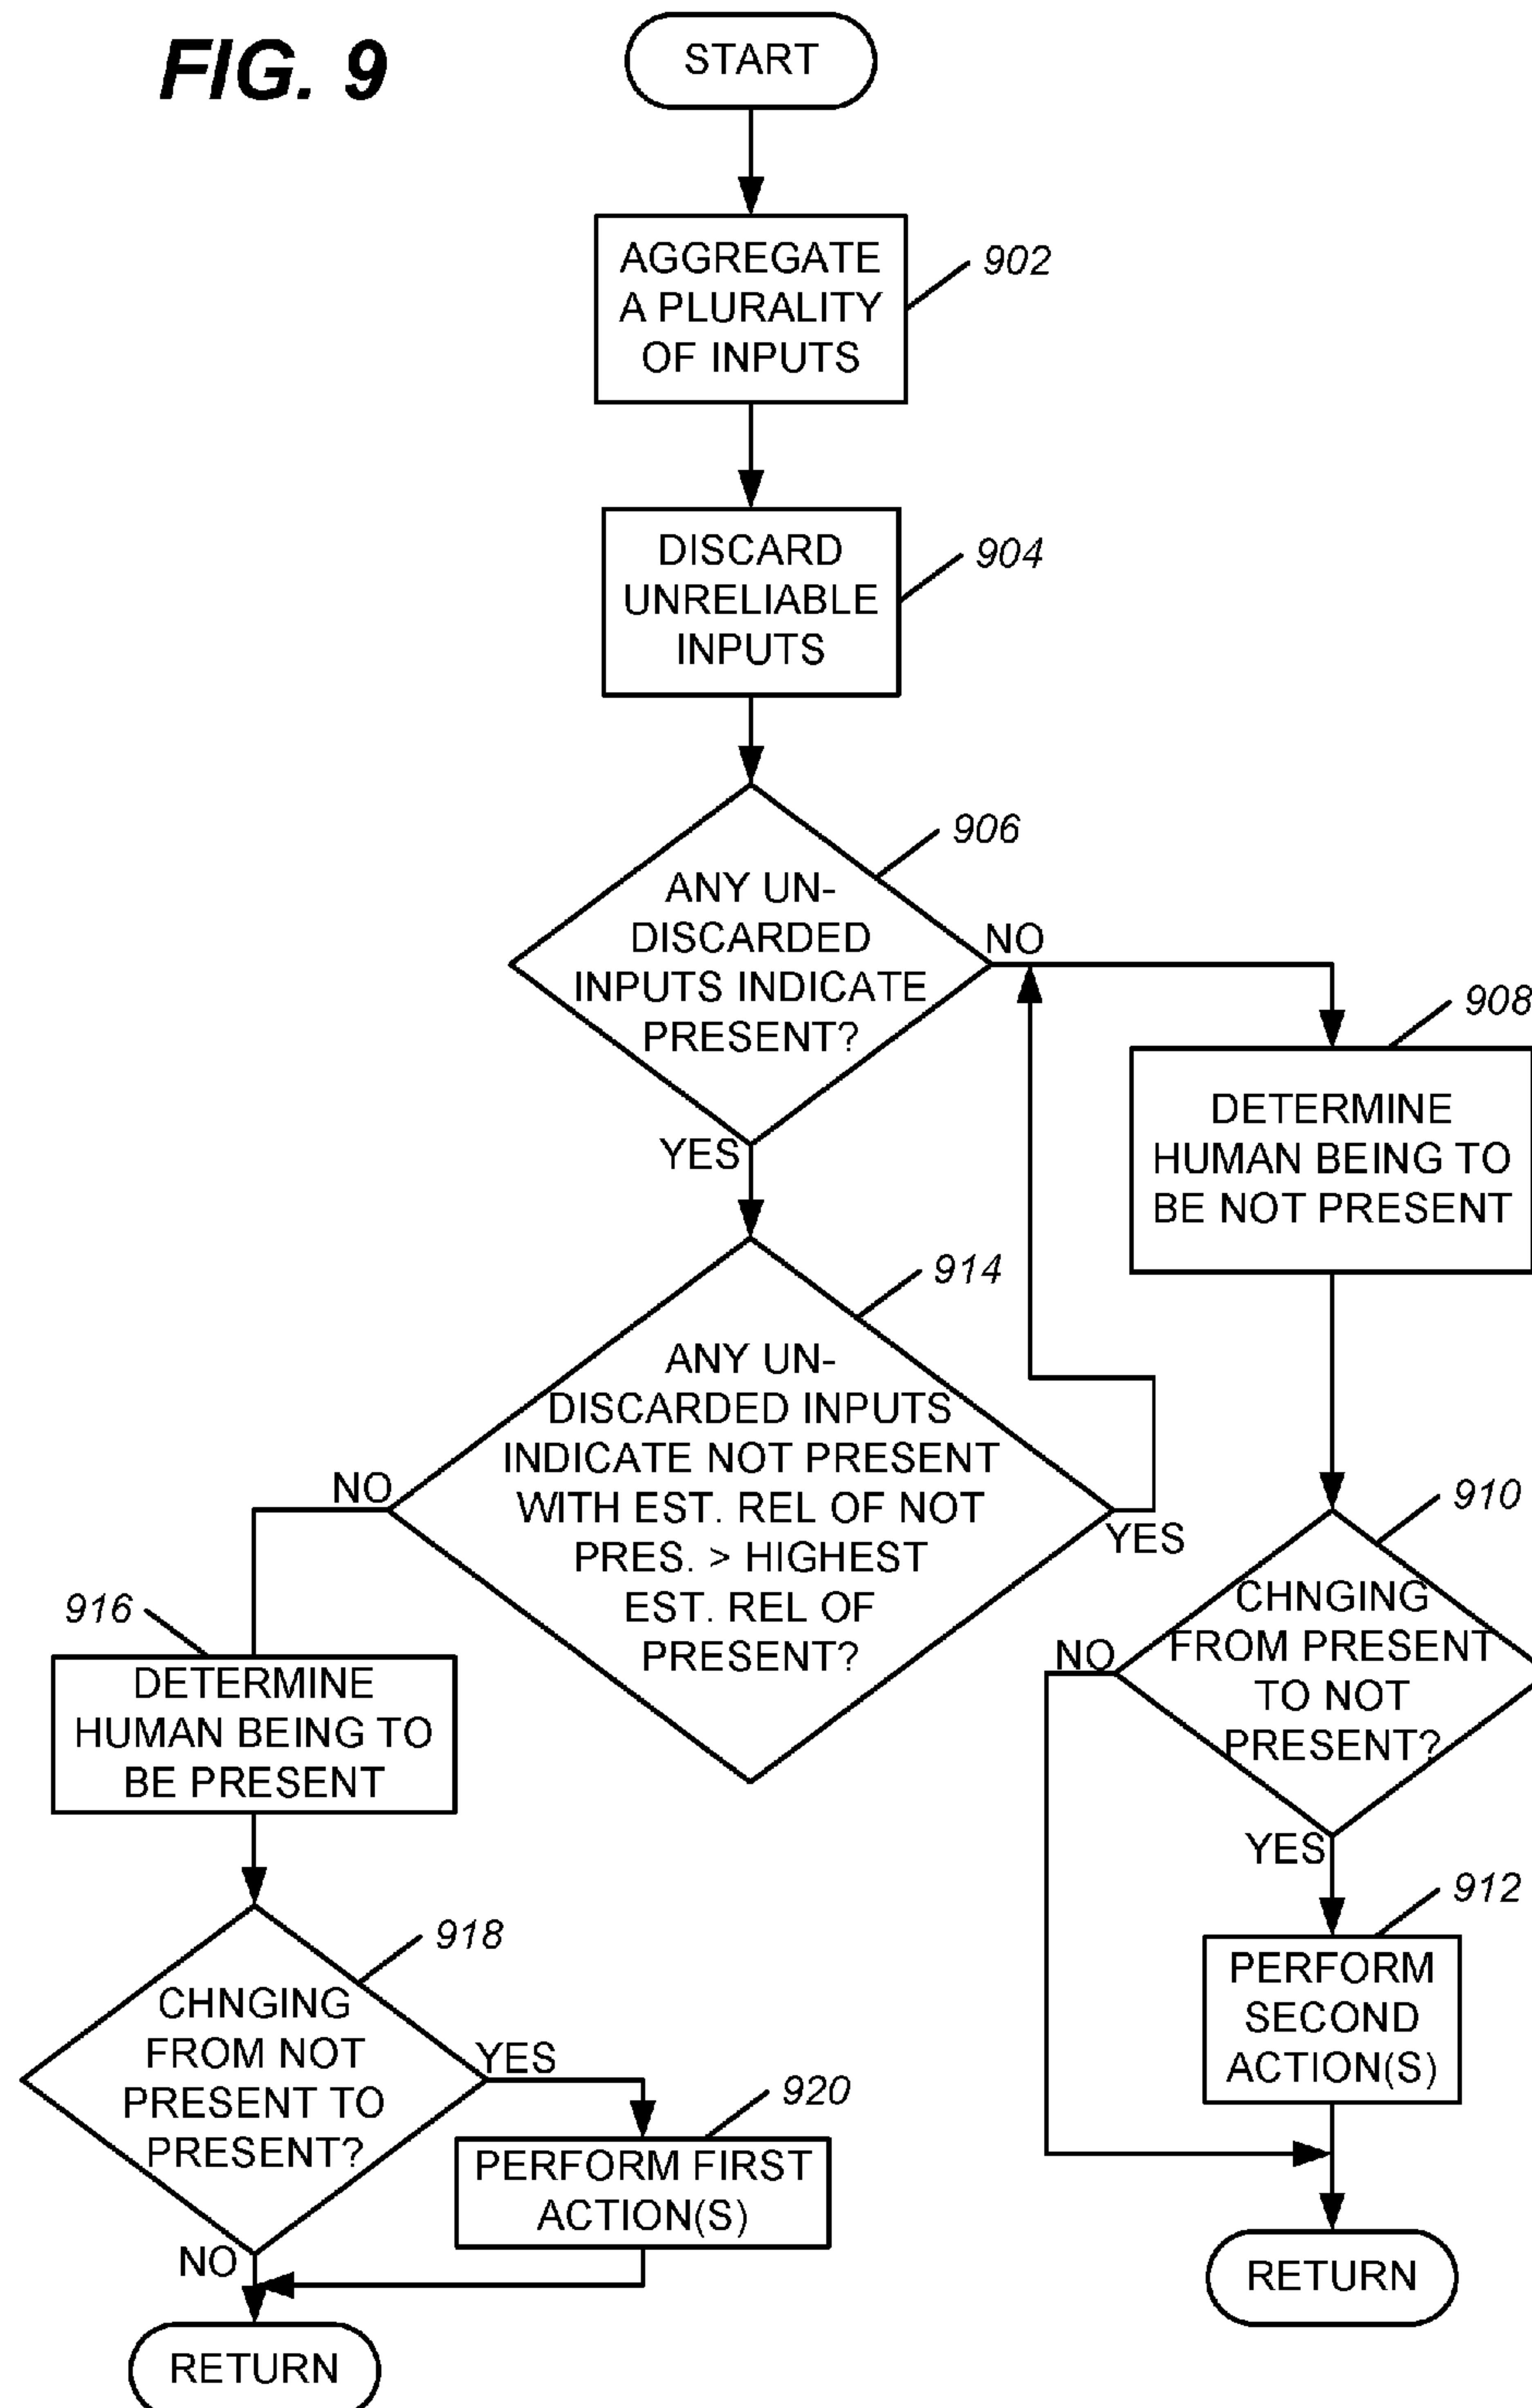 FIG. 9
START
AGGREGATE
A PLURALITY
OF INPUTS
902
DISCARD
UNRELIABLE
INPUTS
904
906
ANY UN-
DISCARDED
INPUTS INDICATE
PRESENT?
NO
YES
908
DETERMINE
HUMAN BEING TO
BE NOT PRESENT
914
ANY UN-
DISCARDED INPUTS
INDICATE NOT PRESENT
WITH EST. REL OF NOT
PRES. > HIGHEST
EST. REL OF
PRESENT?
NO
YES
910
CHNGING
FROM PRESENT
TO NOT
PRESENT?
NO
YES
912
PERFORM
SECOND
ACTION(S)
RETURN
916
DETERMINE
HUMAN BEING TO
BE PRESENT
918
CHNGING
FROM NOT
PRESENT TO
PRESENT?
YES
NO
920
PERFORM FIRST
ACTION(S)
RETURN